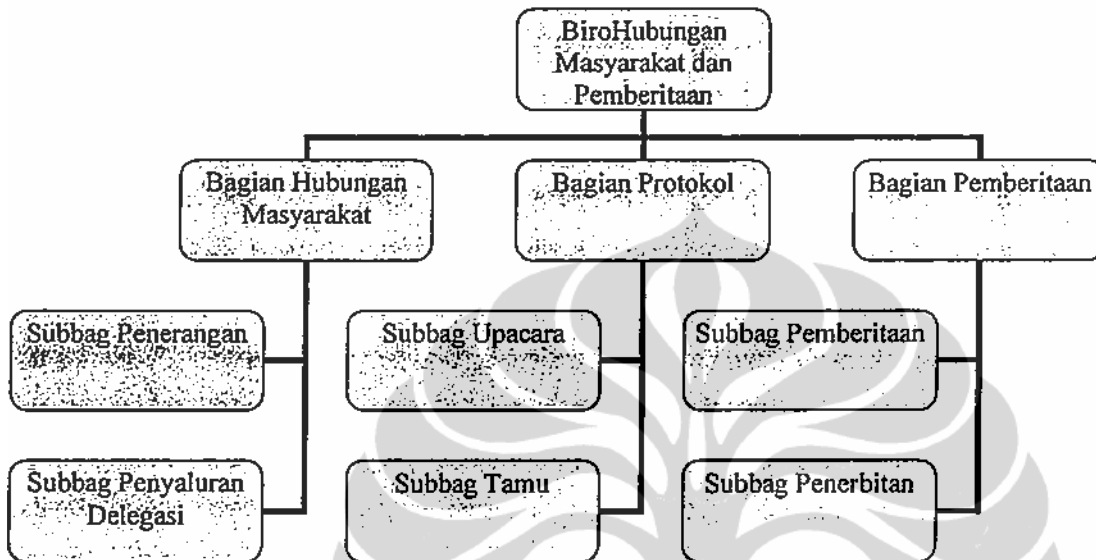 BiroHubungan
Masyarakat dan
Pemberitaan
Bagian Hubungan
Masyarakat
Bagian Protokol
Bagian Pemberitaan
Subbag Penerangan
Subbag Upacara
Subbag Pemberitaan
Subbag Penyaluran
Delegasi
Subbag Tamu
Subbag Penerbitan